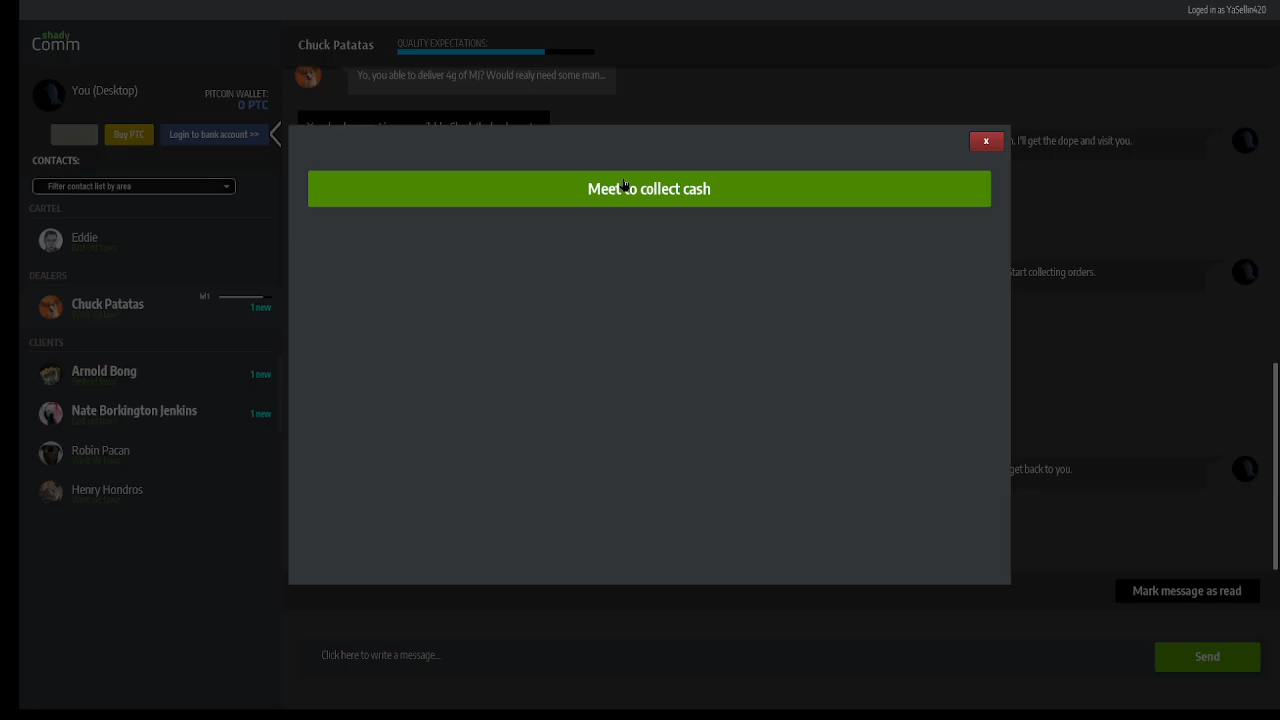 Loged in as YaSellin420
shady
Comm
Chuck Patatas
QUALITY EXPECTATIONS:
You (Desktop)
PITCOIN WALLET:
0 PTC
Buy PTC
Login to bank account >>
CONTACTS:
Filter contact list by area
CARTEL
Eddie
DEALERS
Chuck Patatas
lvl 1
1 new
CLIENTS
Arnold Bong
1 new
Nate Borkington Jenkins
1 new
Robin Pacan
Henry Hondros
Yo, you able to deliver 4g of MJ? Would realy need some man...
I'll get the dope and visit you.
x
Meet to collect cash
Start collecting orders.
get back to you.
Mark message as read
Click here to write a message...
Send